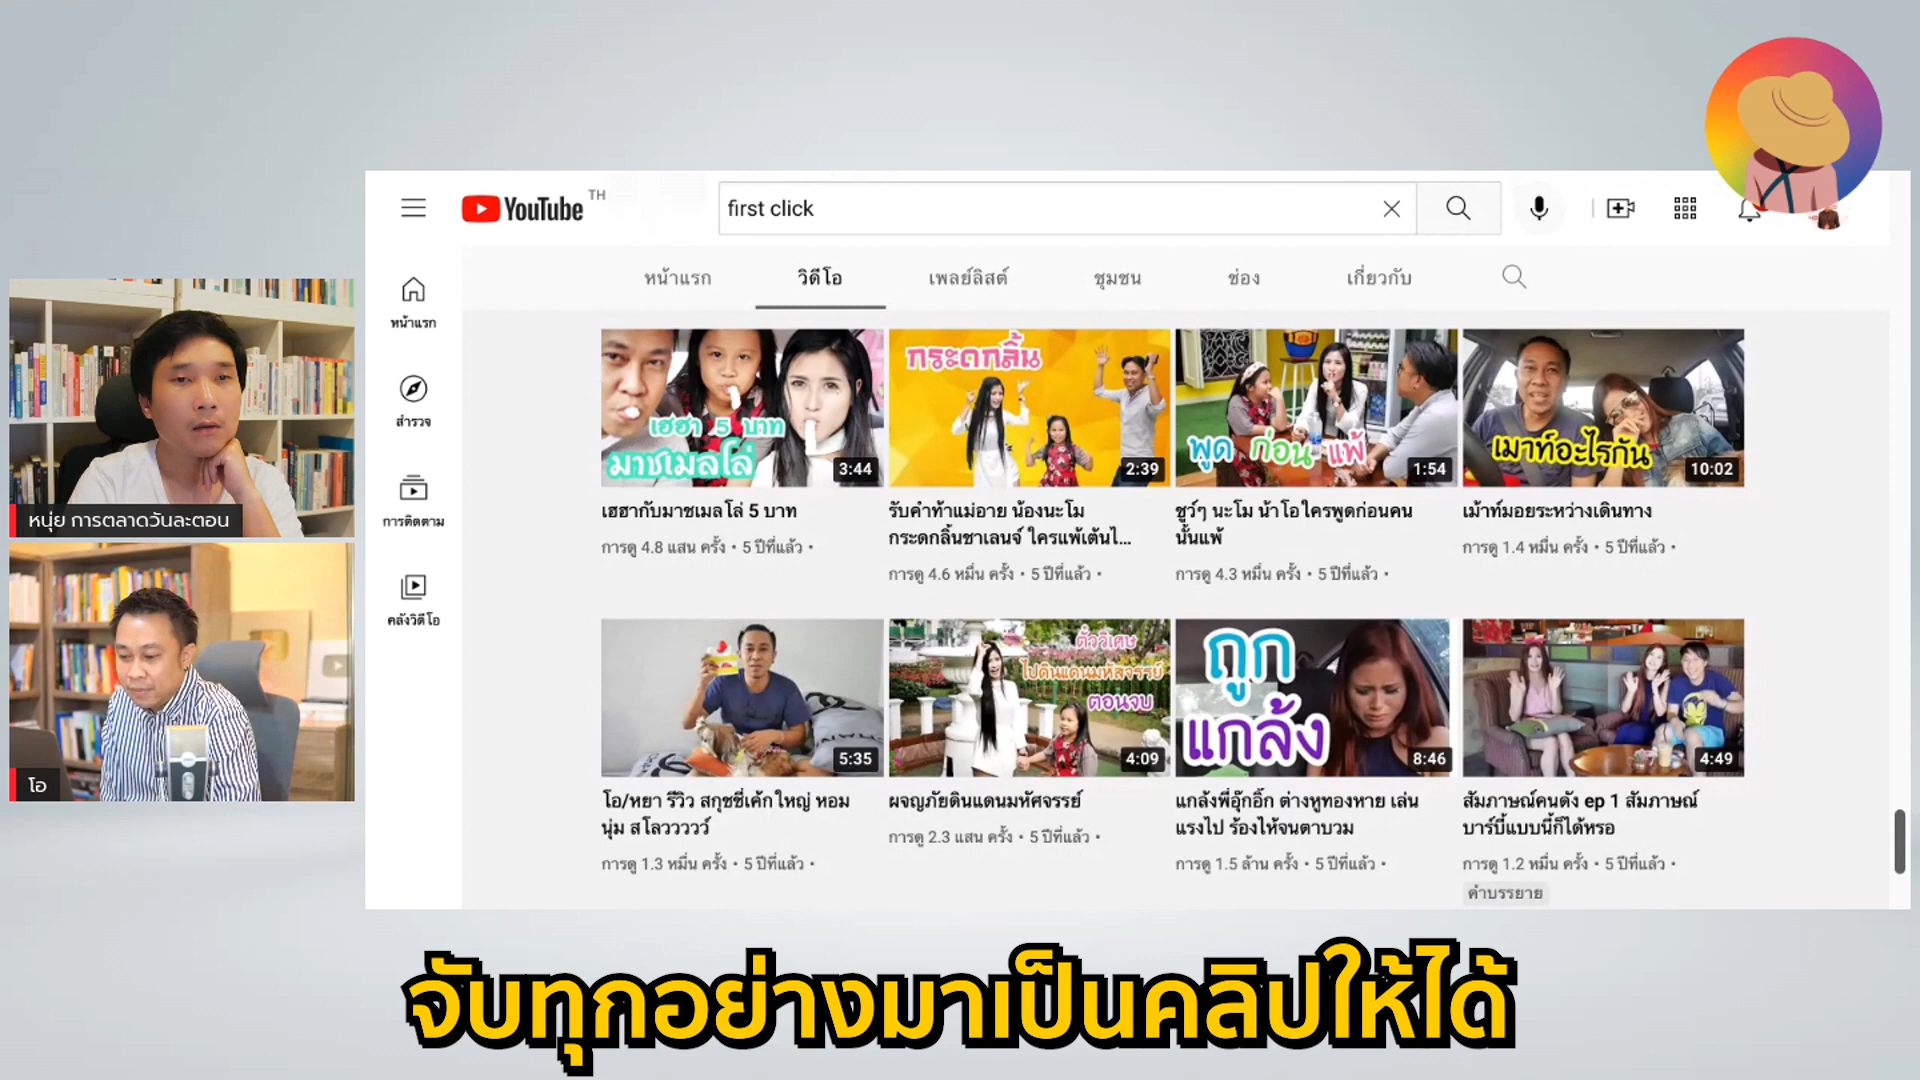 YouTube TH
first click
หน้าแรก
วิดีโอ
เพลย์ลิสต์
ชุมชน
ช่อง
เกี่ยวกับ
หน้าแรก
สำรวจ
การติดตาม
คลังวิดีโอ
หนุ่ย การตลาดวันละตอน
โอ
เฮฮา 5 บาท
มาชเมลโล่
3:44
กระดกลิ้น
2:39
พูด ก่อน แพ้
1:54
เมาท์อะไรกัน
10:02
เฮฮากับมาชเมลโล่ 5 บาท
การดู 4.8 แสน ครั้ง • 5 ปีที่แล้ว •
รับคำท้าแม่อาย น้องนะโม
กระดกลิ้นชาเลนจ์ ใครแพ้เต้นไ...
การดู 4.6 หมื่น ครั้ง • 5 ปีที่แล้ว •
ชูว์ๆ นะโม น้าโอใครพูดก่อนคน
นั้นแพ้
การดู 4.3 หมื่น ครั้ง • 5 ปีที่แล้ว •
เม้าท์มอยระหว่างเดินทาง
การดู 1.4 หมื่น ครั้ง • 5 ปีที่แล้ว •
5:35
ตั๋ววิเศษ
ไปดินแดนมหัสจรรย์
ตอนจบ
4:09
ถูก
แกล้ง
8:46
4:49
โอ/หยา รีวิว สกุชชี่เค้กใหญ่ หอม
นุ่ม สโลวววววว์
การดู 1.3 หมื่น ครั้ง • 5 ปีที่แล้ว •
ผจญภัยดินแดนมหัศจรรย์
การดู 2.3 แสน ครั้ง • 5 ปีที่แล้ว •
แกล้งพี่อุ๊กอิ๊ก ต่างหูทองหาย เล่น
แรงไป ร้องไห้จนตาบวม
การดู 1.5 ล้าน ครั้ง • 5 ปีที่แล้ว •
สัมภาษณ์คนดัง ep 1 สัมภาษณ์
บาร์บี้แบบนี้ก็ได้หรอ
การดู 1.2 หมื่น ครั้ง • 5 ปีที่แล้ว •
คำบรรยาย
จับทุกอย่างมาเป็นคลิปให้ได้